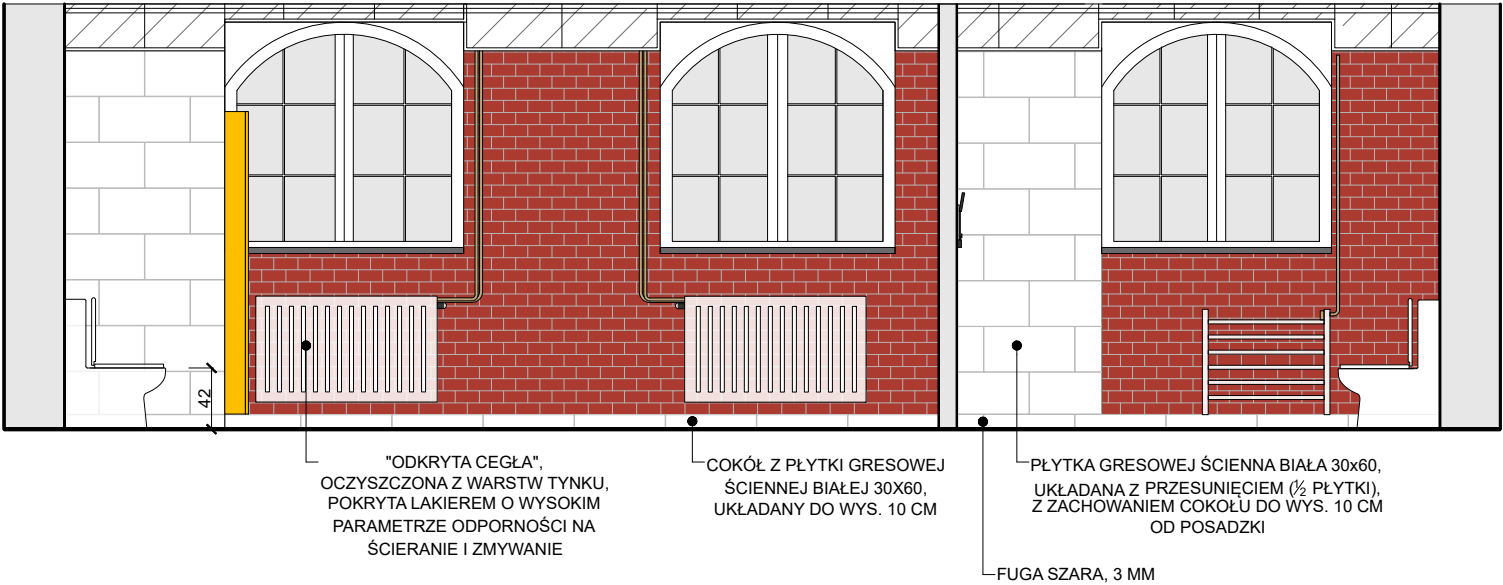 42
"ODKRYTA CEGŁA",
OCZYSZCZONA Z WARSTW TYNKU,
POKRYTA LAKIEREM O WYSOKIM
PARAMETRZE ODPORNOŚCI NA
ŚCIERANIE I ZMYWANIE
COKÓŁ Z PŁYTKI GRESOWEJ
ŚCIENNEJ BIAŁEJ 30X60,
UKŁADANY DO WYS. 10 CM
PŁYTKA GRESOWEJ ŚCIENNA BIAŁA 30x60,
UKŁADANA Z PRZESUNIĘCIEM (½ PŁYTKI),
Z ZACHOWANIEM COKOŁU DO WYS. 10 CM
OD POSADZKI
FUGA SZARA, 3 MM